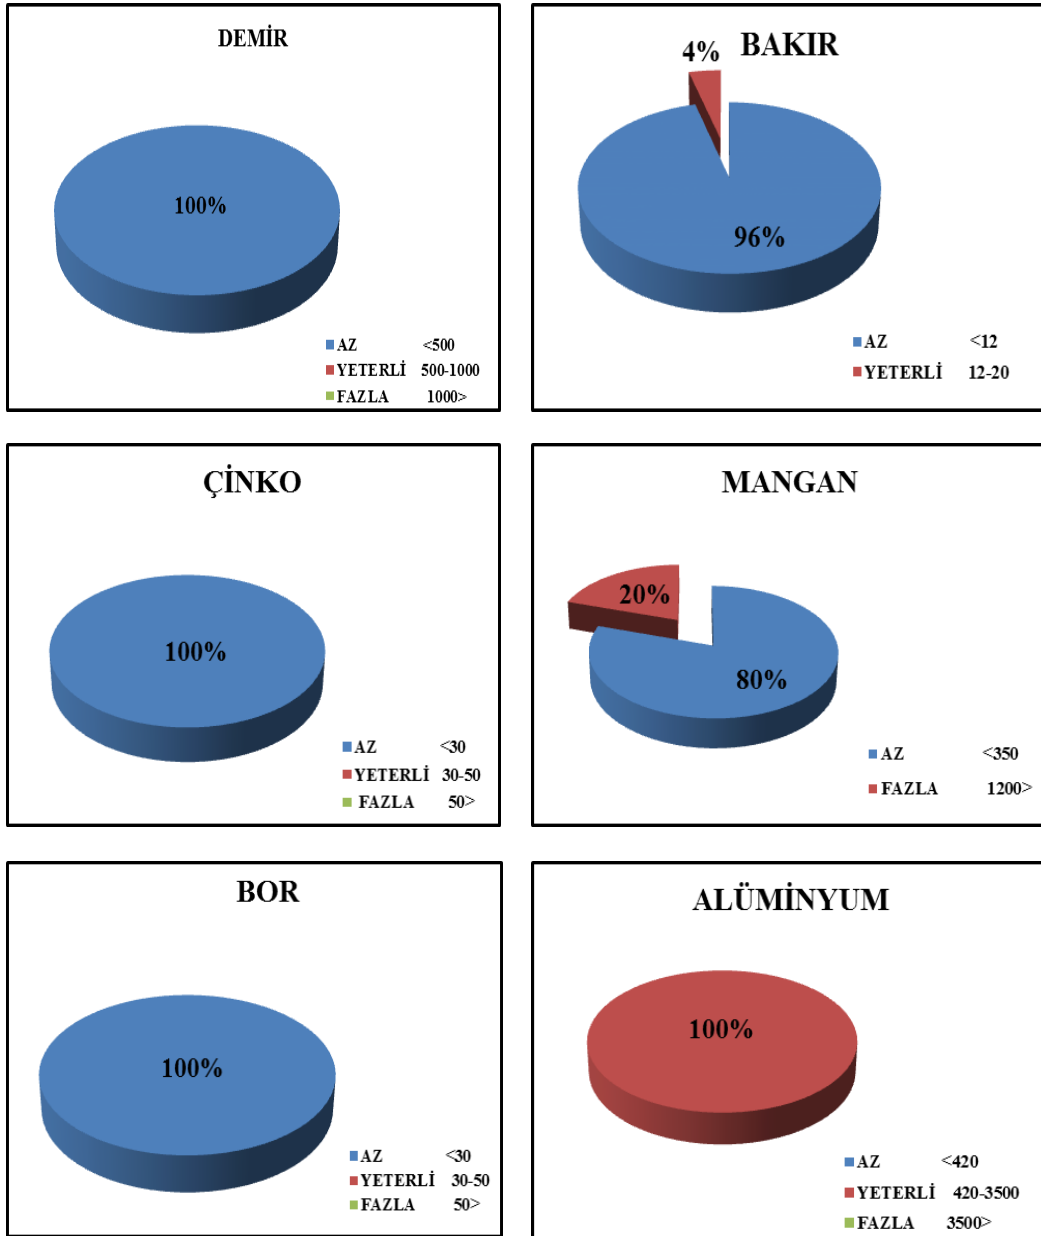 DEMİR
100%
AZ <500
YETERLİ 500-1000
FAZLA 1000>
BAKIR
4%
96%
AZ <12
YETERLİ 12-20
ÇİNKO
100%
AZ <30
YETERLİ 30-50
FAZLA 50>
MANGAN
20%
80%
AZ <350
FAZLA 1200>
BOR
100%
AZ <30
YETERLİ 30-50
FAZLA 50>
ALÜMİNYUM
100%
AZ <420
YETERLİ 420-3500
FAZLA 3500>